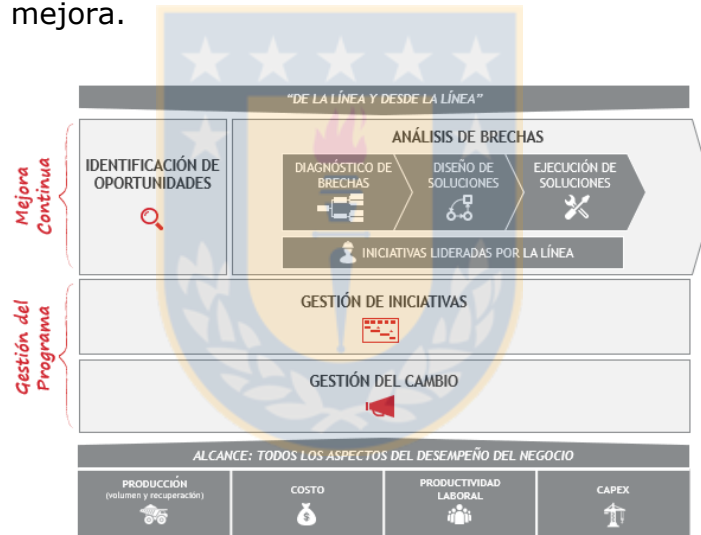 mejora.
"DE LA LÍNEA Y DESDE LA LÍNEA"
Mejora
Continua
IDENTIFICACIÓN DE
OPORTUNIDADES
ANÁLISIS DE BRECHAS
DIAGNÓSTICO DE
BRECHAS
DISEÑO DE
SOLUCIONES
EJECUCIÓN DE
SOLUCIONES
INICIATIVAS LIDERADAS POR LA LÍNEA
Gestión del
Programa
GESTIÓN DE INICIATIVAS
GESTIÓN DEL CAMBIO
ALCANCE: TODOS LOS ASPECTOS DEL DESEMPEÑO DEL NEGOCIO
PRODUCCIÓN
(volumen y recuperación)
COSTO
$
PRODUCTIVIDAD
LABORAL
CAPEX